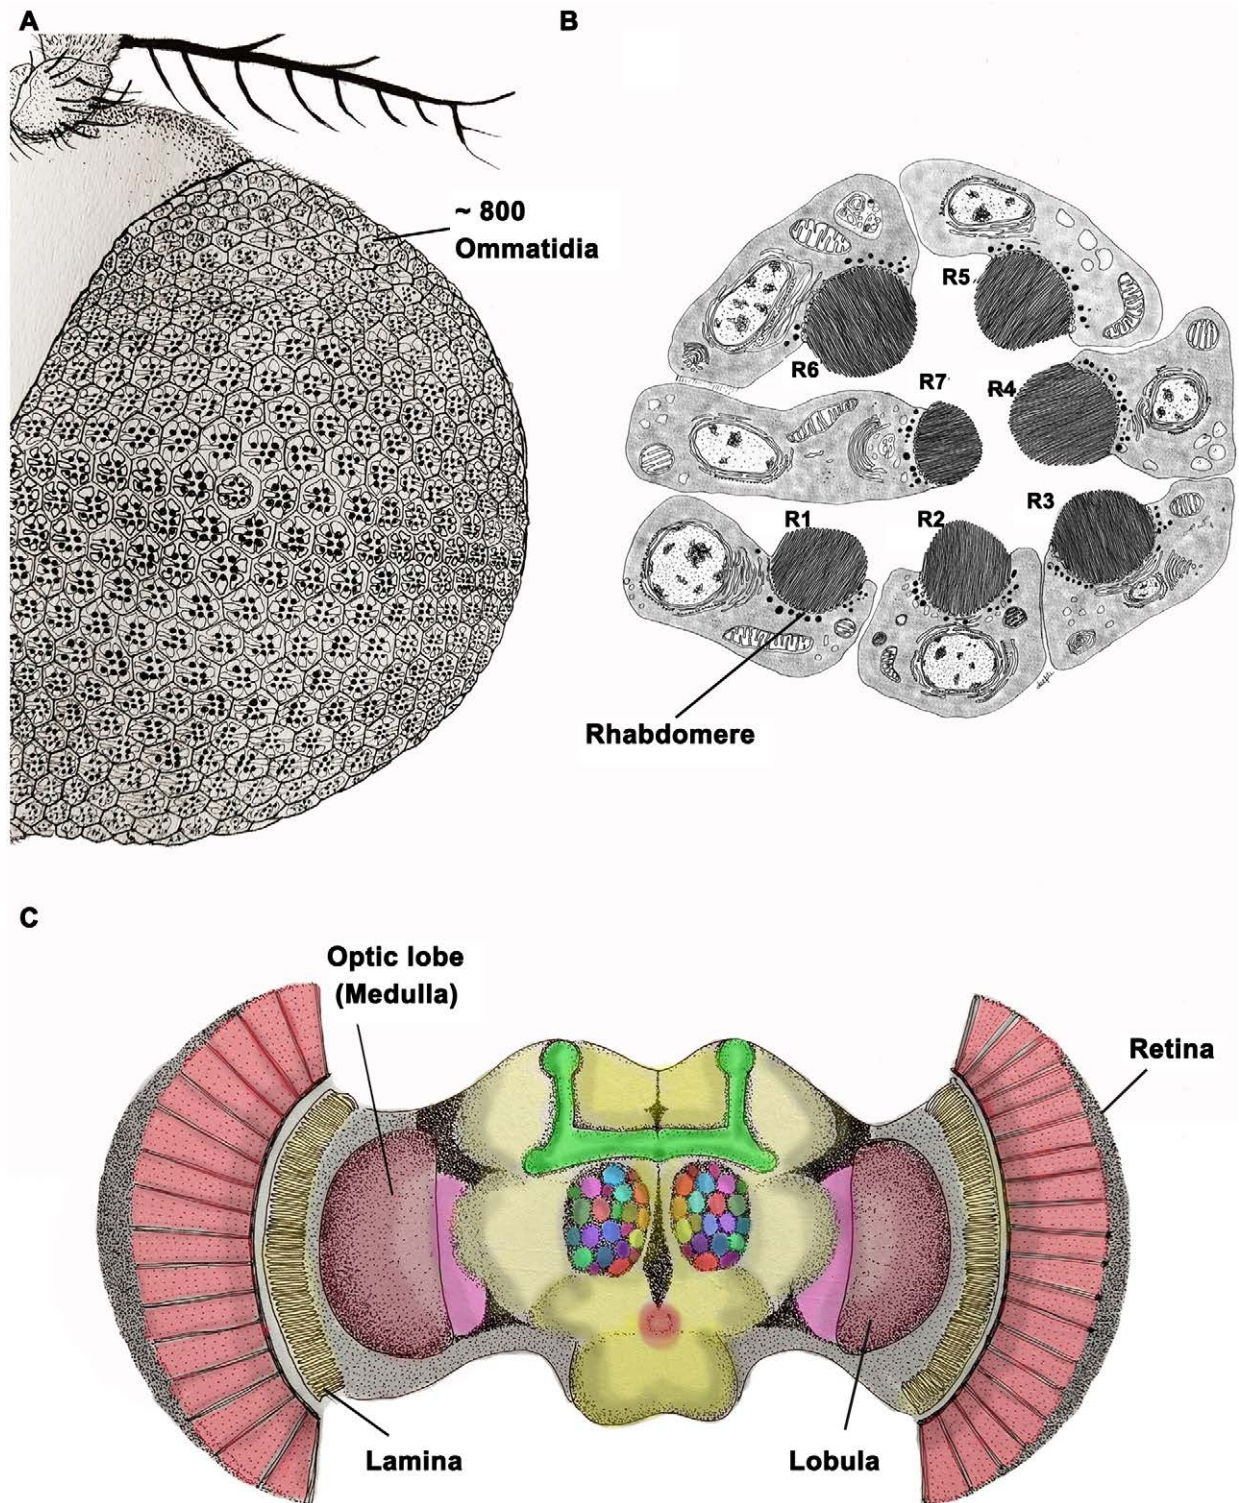 A
B
~ 800
Ommatidia
R5
R6
R7
R4
R3
R1
R2
Rhabdomere
C
Optic lobe
(Medulla)
Retina
Lamina
Lobula